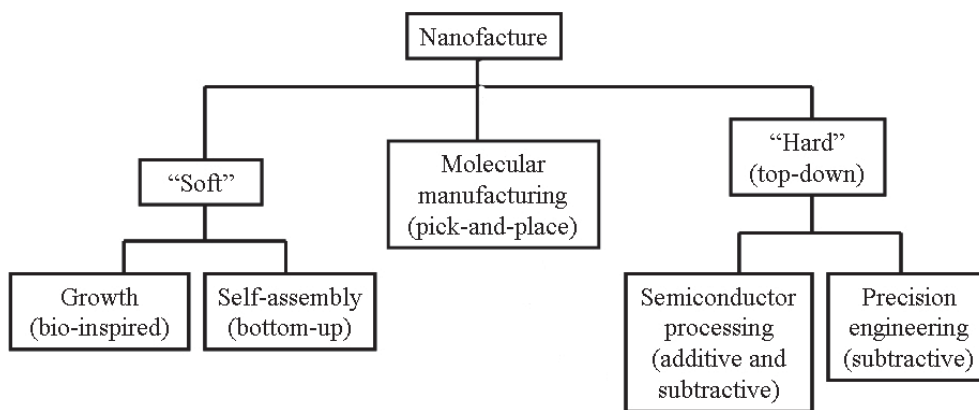 Nanofacture
“Soft”
Molecular
manufacturing
(pick-and-place)
“Hard”
(top-down)
Growth
(bio-inspired)
Self-assembly
(bottom-up)
Semiconductor
processing
(additive and
subtractive)
Precision
engineering
(subtractive)